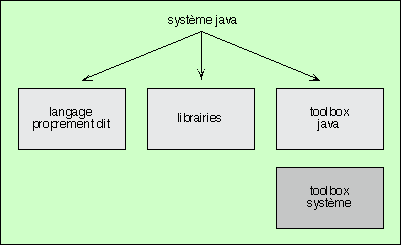 système java
langage
proprement dit
librairies
toolbox
java
toolbox
système